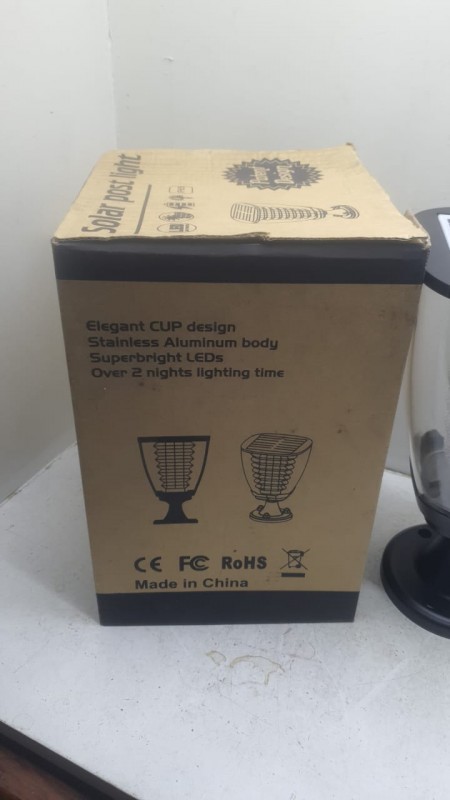 Solar post light
Elegant CUP design
Stainless Aluminum body
Superbright LEDs
Over 2 nights lighting time
CE FC RoHS
Made in China